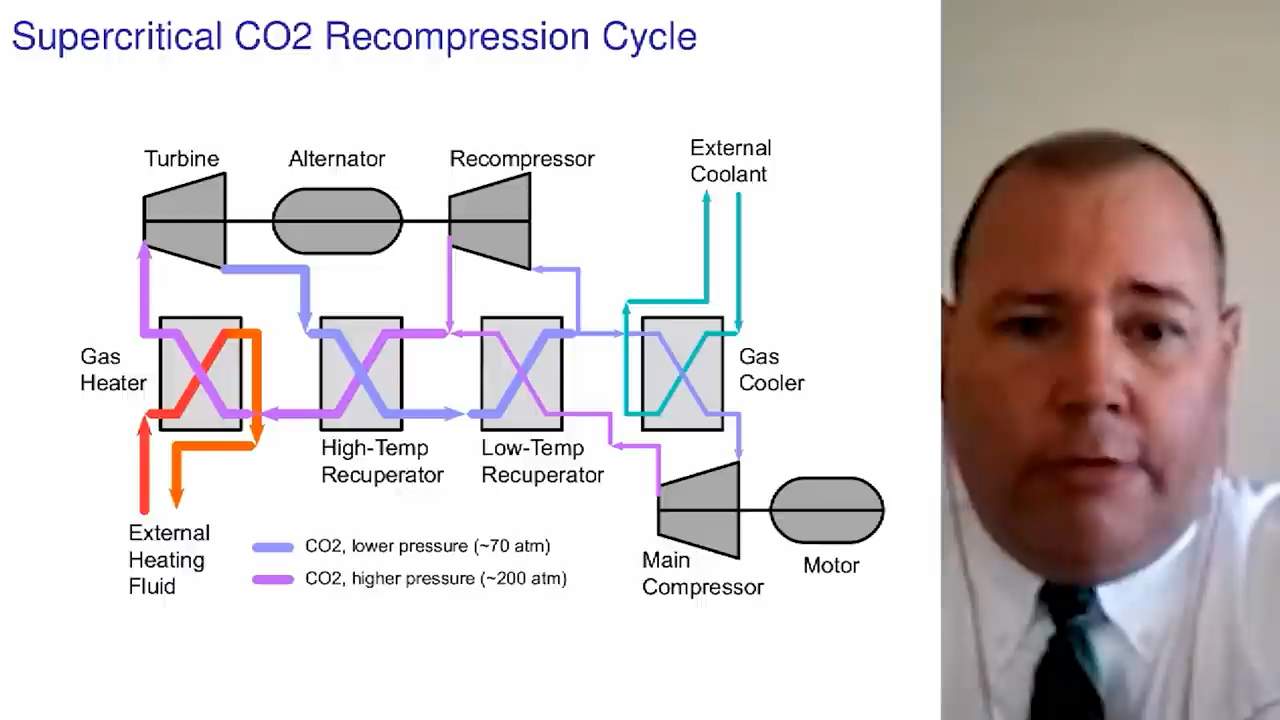 Supercritical CO2 Recompression Cycle
Turbine
Alternator
Recompressor
External
Coolant
Gas
Heater
High-Temp
Recuperator
Low-Temp
Recuperator
Gas
Cooler
External
Heating
Fluid
CO2, lower pressure (~70 atm)
CO2, higher pressure (~200 atm)
Main
Compressor
Motor